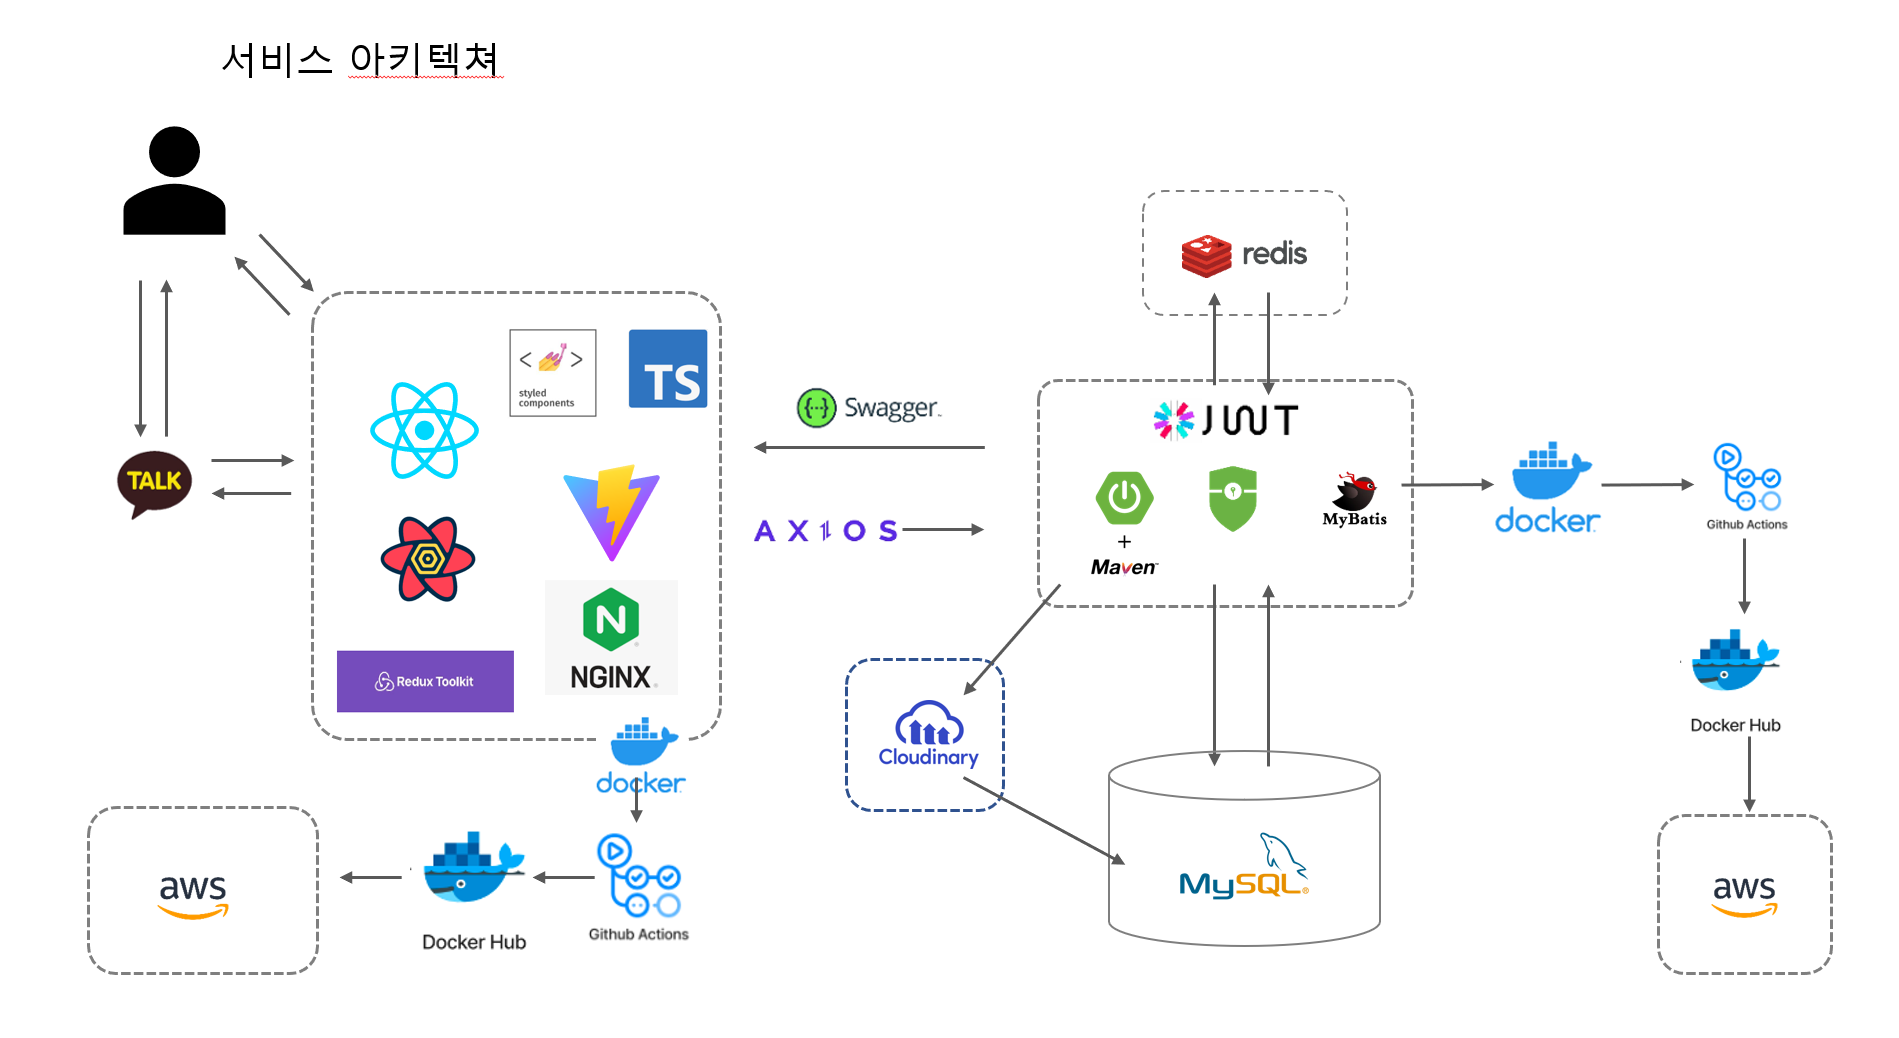 서비스 아키텍쳐
redis
styled
components
TS
Swagger
JWT
TALK
AXIOS
+
Maven
MyBatis
docker
Github Actions
NGINX
Redux Toolkit
Cloudinary
docker
Docker Hub
MySQL
aws
Docker Hub
Github Actions
aws